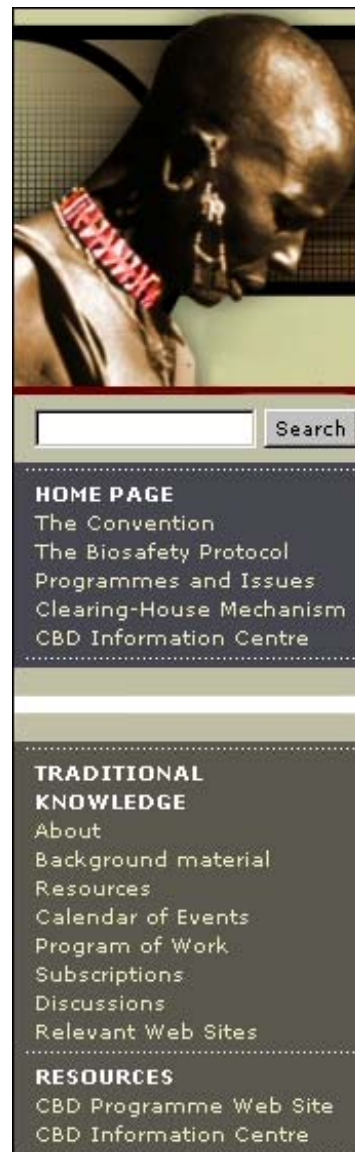 Search
HOME PAGE
The Convention
The Biosafety Protocol
Programmes and Issues
Clearing-House Mechanism
CBD Information Centre
TRADITIONAL
KNOWLEDGE
About
Background material
Resources
Calendar of Events
Program of Work
Subscriptions
Discussions
Relevant Web Sites
RESOURCES
CBD Programme Web Site
CBD Information Centre